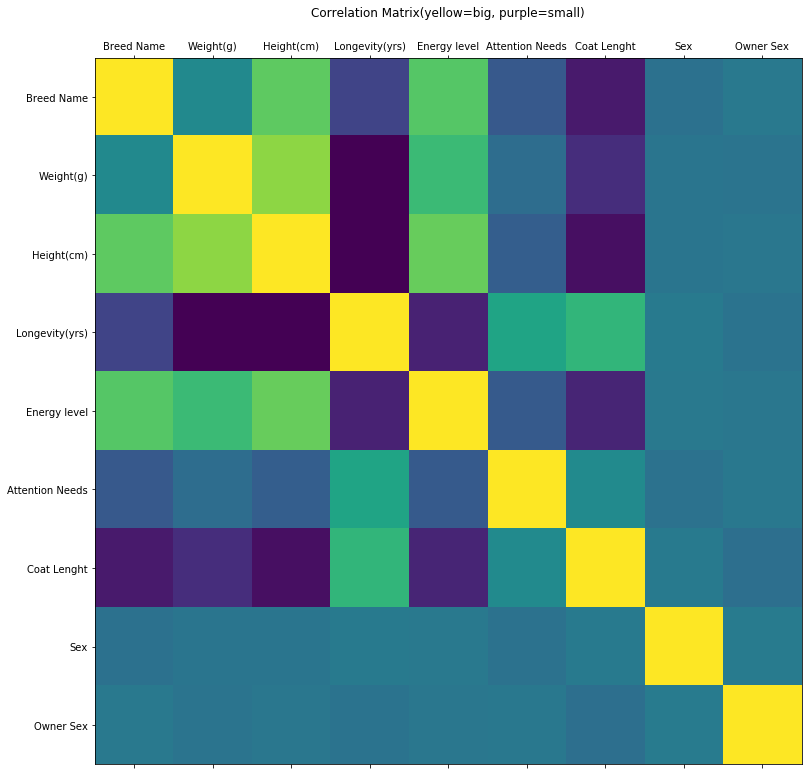 Correlation Matrix(yellow=big, purple=small)
Breed Name Weight(g) Height(cm) Longevity(yrs) Energy level Attention Needs Coat Lenght Sex Owner Sex
Breed Name
Weight(g)
Height(cm)
Longevity(yrs)
Energy level
Attention Needs
Coat Lenght
Sex
Owner Sex